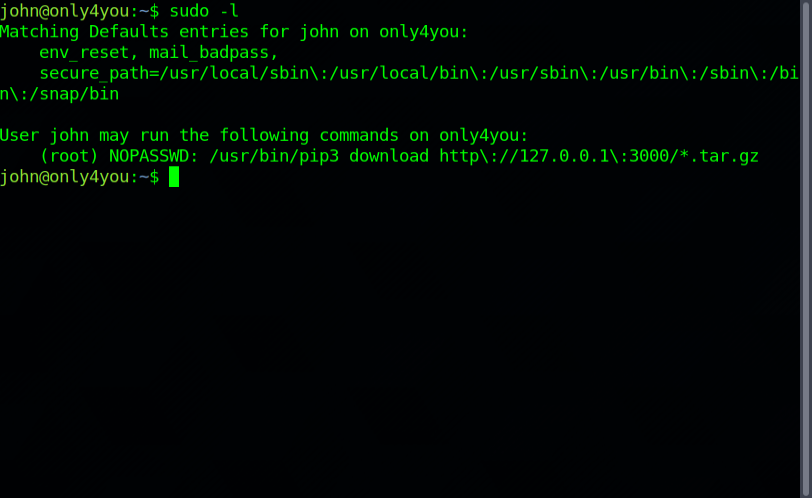 john@only4you:~$ sudo -l
Matching Defaults entries for john on only4you:
    env_reset, mail_badpass,
    secure_path=/usr/local/sbin\:/usr/local/bin\:/usr/sbin\:/usr/bin\:/sbin\:/bi
n\:/snap/bin

User john may run the following commands on only4you:
    (root) NOPASSWD: /usr/bin/pip3 download http\://127.0.0.1\:3000/*.tar.gz
john@only4you:~$